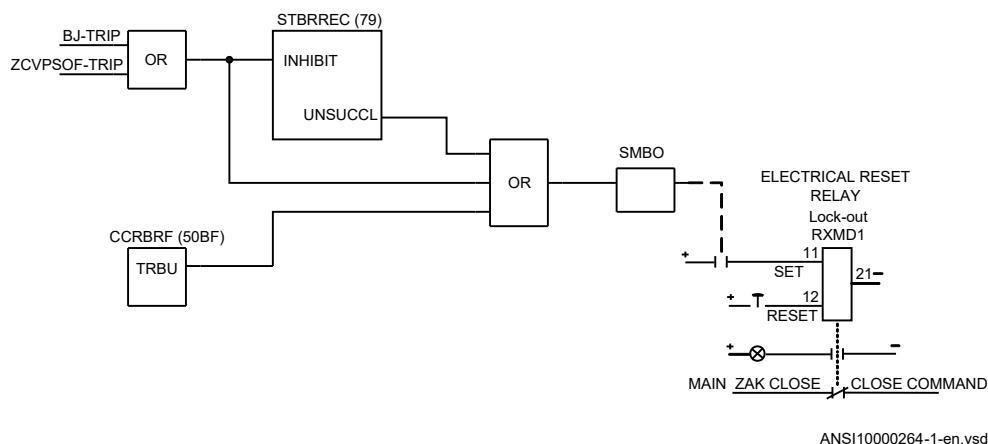 STBRREC (79)
BJ-TRIP
ZCVPSOF-TRIP
OR
INHIBIT
UNSUCCL
OR
SMBO
ELECTRICAL RESET
RELAY
Lock-out
RXMD1
CCRBRF (50BF)
TRBU
+
11
SET
21 -
+
12
RESET
+
-
MAIN ZAK CLOSE
CLOSE COMMAND
ANSI10000264-1-en.vsd